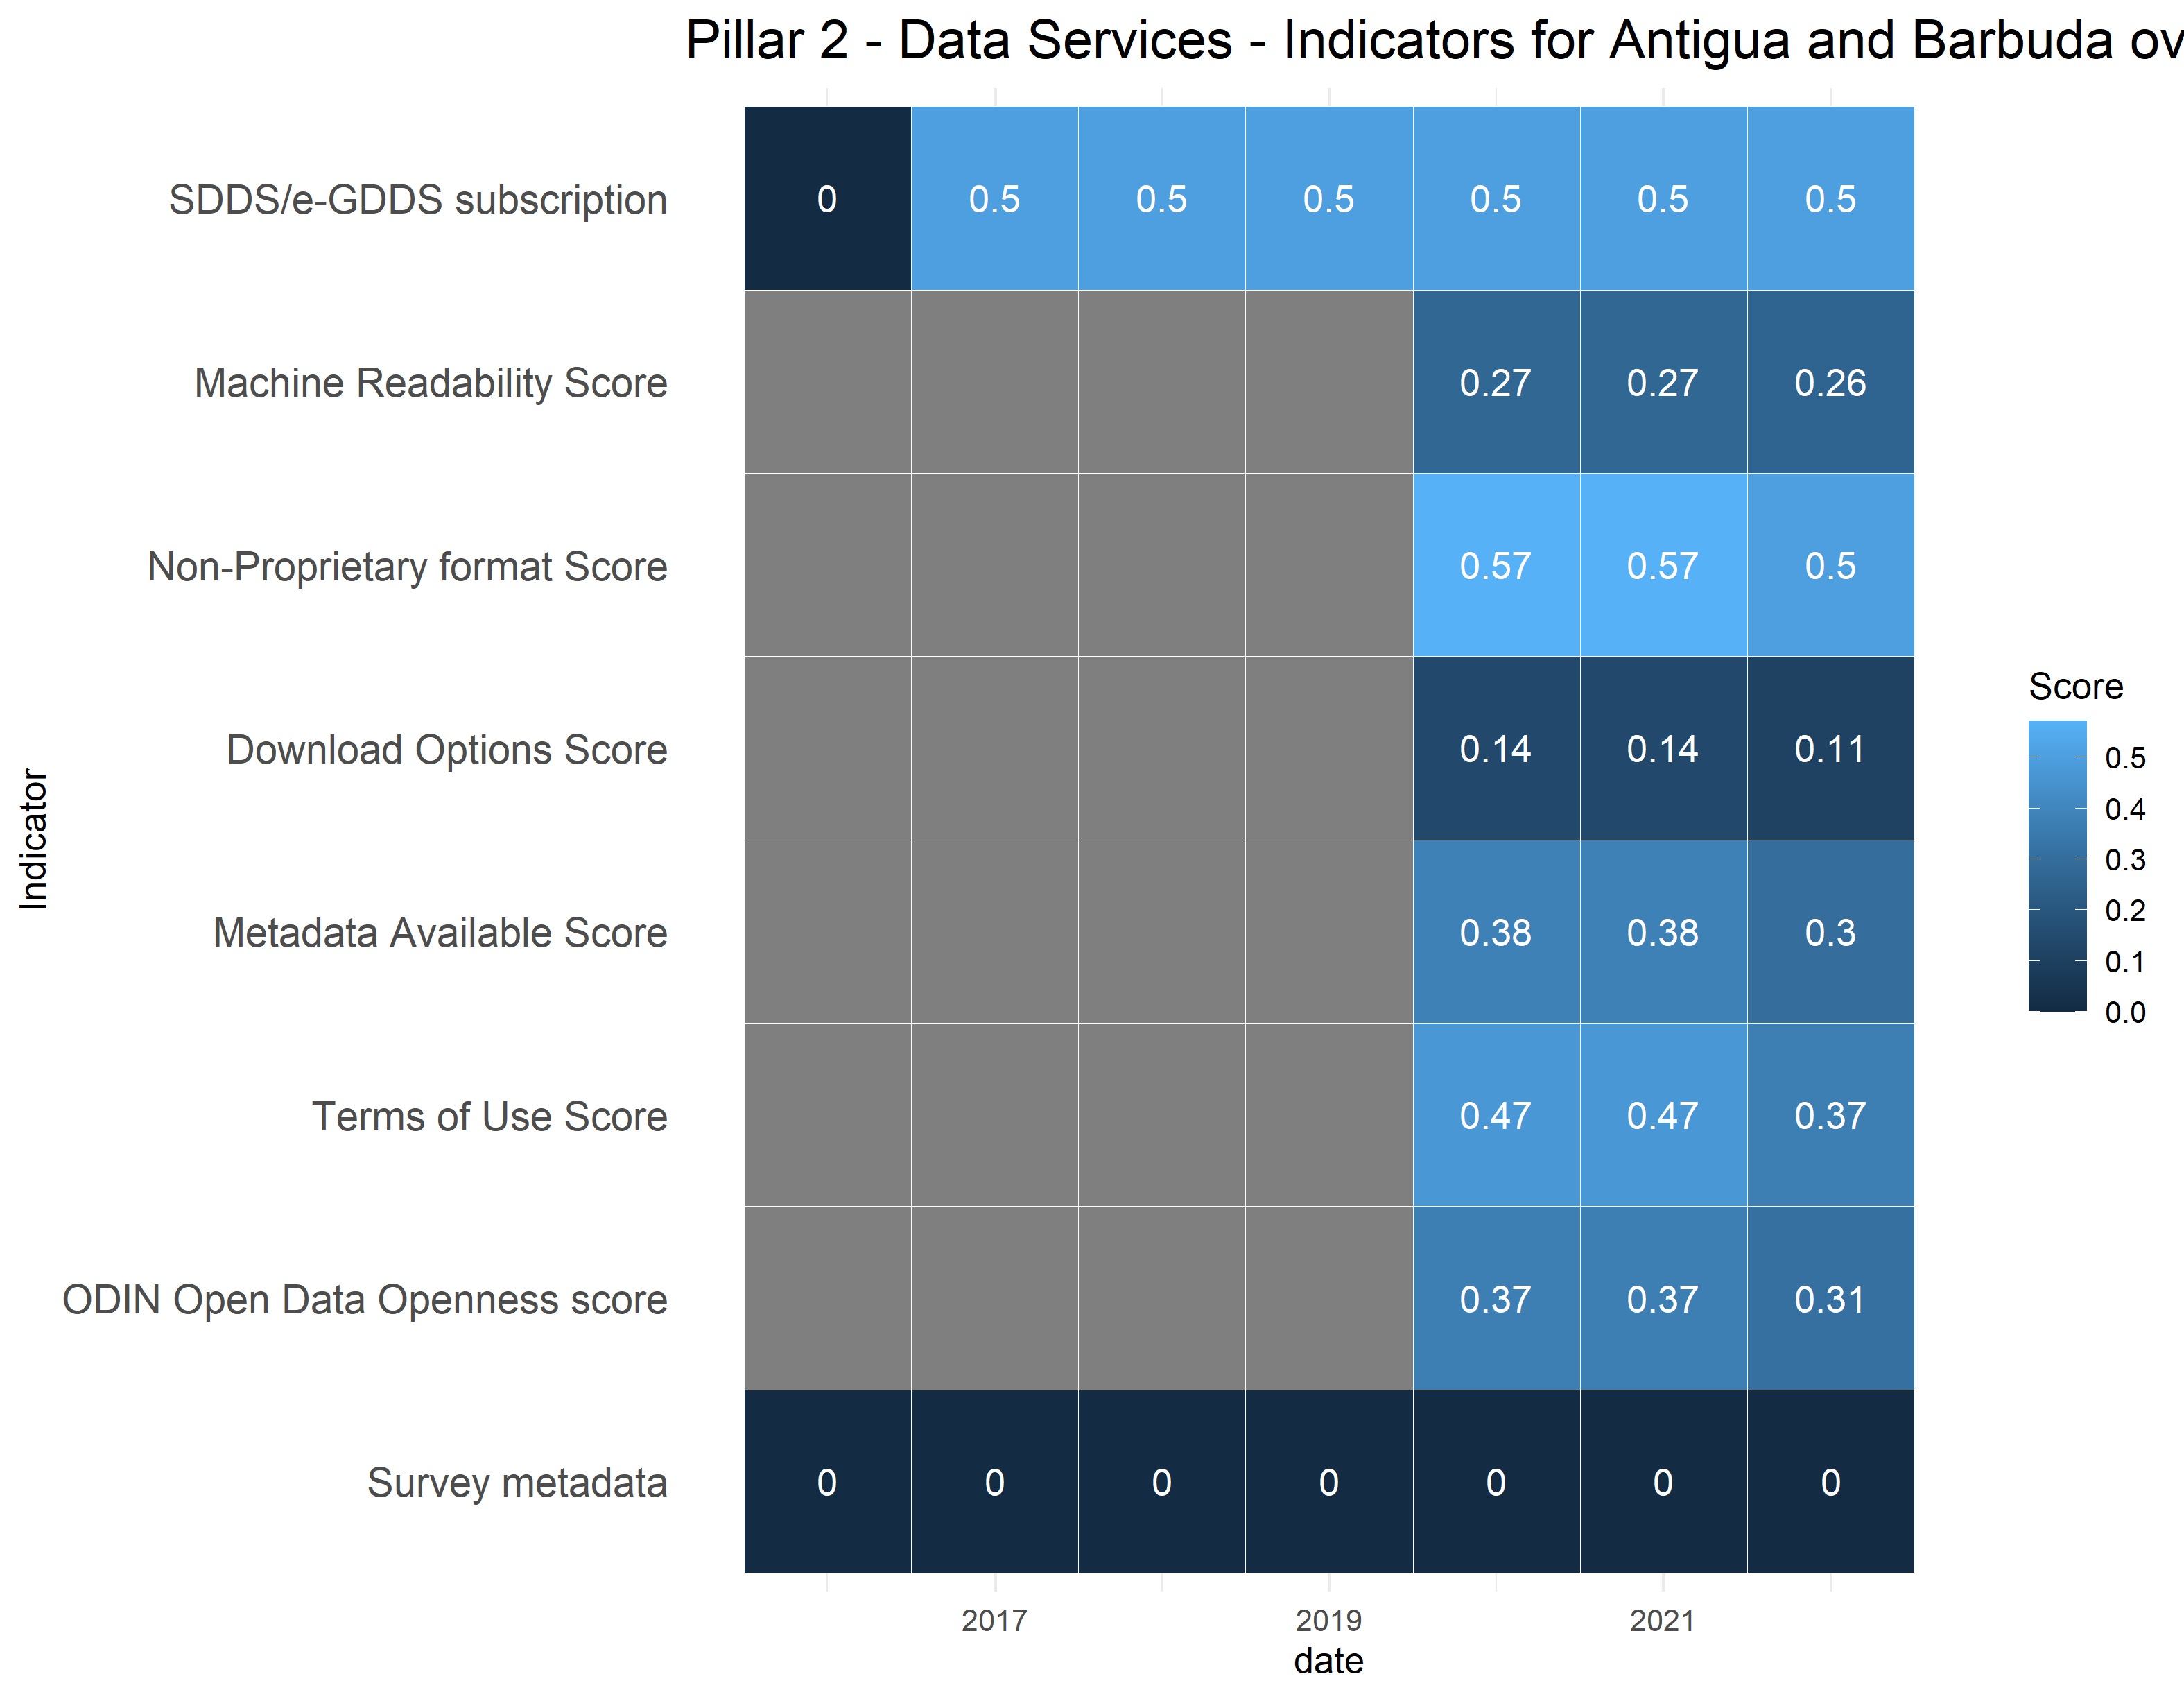 Pillar 2 - Data Services - Indicators for Antigua and Barbuda ov
SDDS/e-GDDS subscription 0 0.5 0.5 0.5 0.5 0.5 0.5
Machine Readability Score 0.27 0.27 0.26
Non-Proprietary format Score 0.57 0.57 0.5
Download Options Score 0.14 0.14 0.11
Metadata Available Score 0.38 0.38 0.3
Terms of Use Score 0.47 0.47 0.37
ODIN Open Data Openness score 0.37 0.37 0.31
Survey metadata 0 0 0 0 0 0 0
Indicator
2017 2019 2021
date
Score
0.5
0.4
0.3
0.2
0.1
0.0